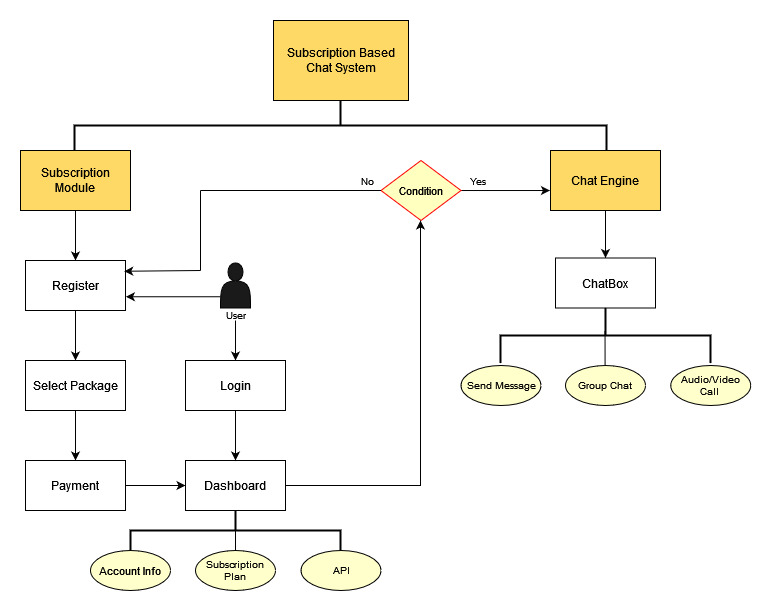 Subscription Based
Chat System
Subscription
Module
No
Condition
Yes
Chat Engine
Register
User
ChatBox
Select Package
Login
Send Message
Group Chat
Audio/Video
Call
Payment
Dashboard
Account Info
Subscription
Plan
API